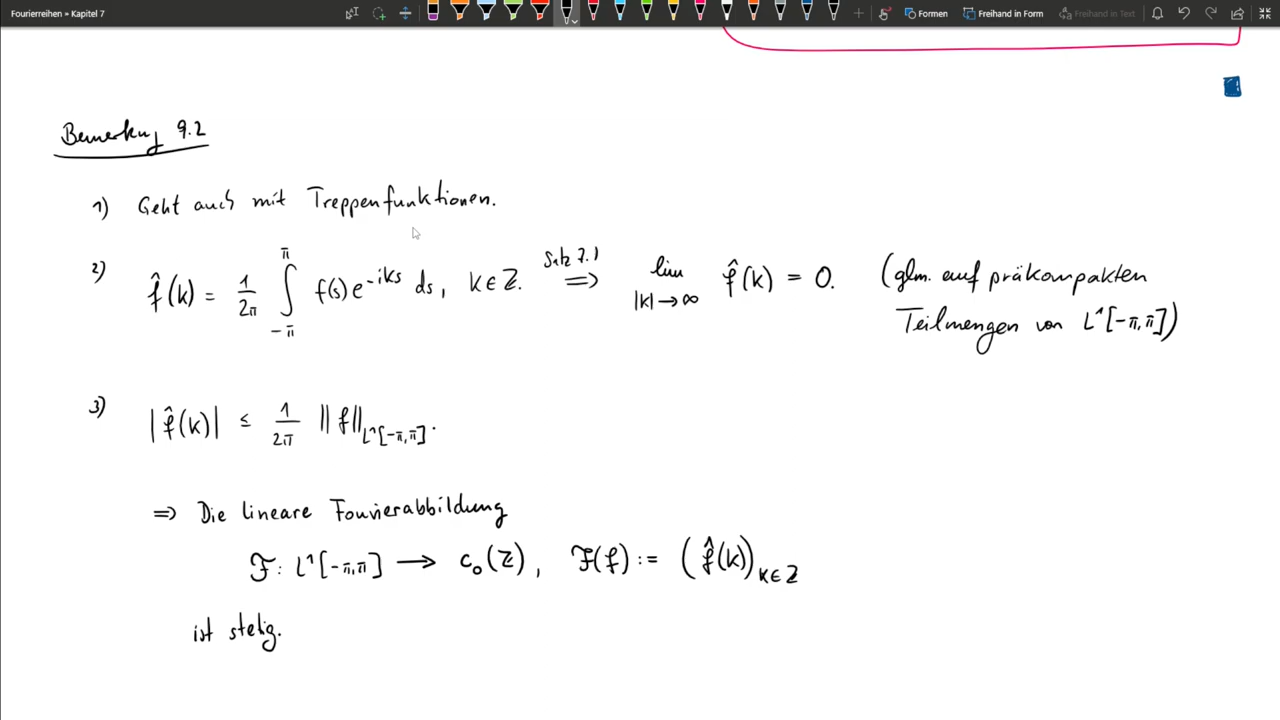 Fourierreihen » Kapitel 7
Formen
Freihand in Form
Freihand in Text
Bemerkung 9.2
1) Geht auch mit Treppenfunktionen.
2) f̂(k) = 1/2π ∫_{-π}^{π} f(s)e^{-iks} ds, k∈ℤ. Satz 7.1 ⟹ lim_{|k|→∞} f̂(k) = 0. (glm. auf präkompakten
Teilmengen von L¹[-π,π])
3) |f̂(k)| ≤ 1/2π ‖f‖_{L¹[-π,π]}.
⇒ Die lineare Fourierabbildung
ℱ: L¹[-π,π] ⟶ c₀(ℤ), ℱ(f) := (f̂(k))_{k∈ℤ}
ist stetig.